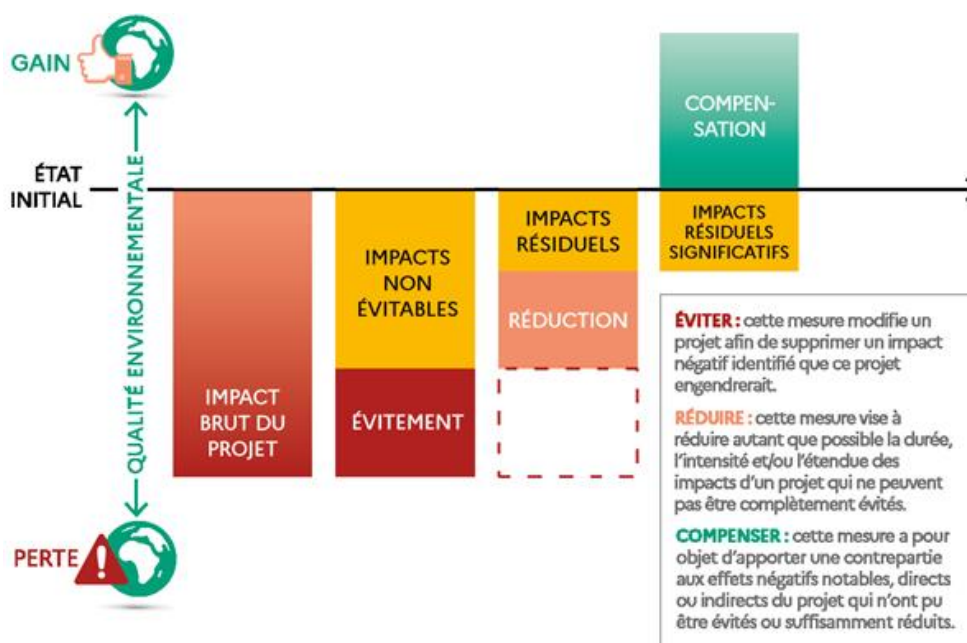 GAIN
ÉTAT
INITIAL
QUALITÉ ENVIRONNEMENTALE
PERTE
IMPACT
BRUT DU
PROJET
IMPACTS
NON
ÉVITABLES
ÉVITEMENT
IMPACTS
RÉSIDUELS
RÉDUCTION
COMPEN-
SATION
IMPACTS
RÉSIDUELS
SIGNIFICATIFS
ÉVITER : cette mesure modifie un
projet afin de supprimer un impact
négatif identifié que ce projet
engendrerait.
RÉDUIRE : cette mesure vise à
réduire autant que possible la durée,
l'intensité et/ou l'étendue des
impacts d'un projet qui ne peuvent
pas être complètement évités.
COMPENSER : cette mesure a pour
objet d'apporter une contrepartie
aux effets négatifs notables, directs
ou indirects du projet qui n'ont pu
être évités ou suffisamment réduits.